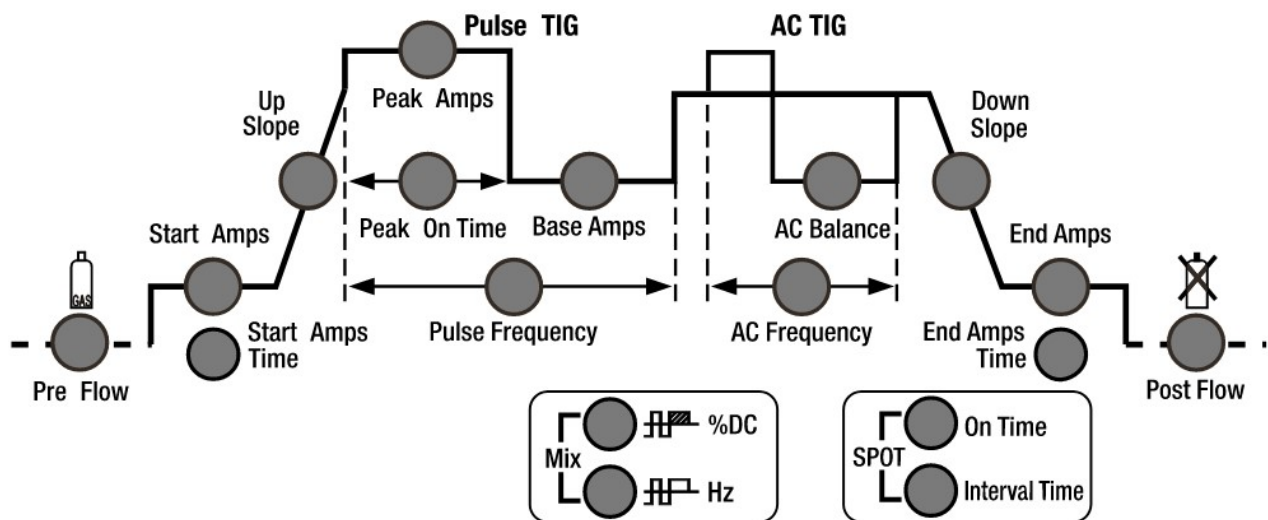 Pulse TIG
AC TIG
Up
Slope
Peak Amps
Down
Slope
Start Amps
Peak On Time
Base Amps
AC Balance
End Amps
GAS
Start Amps
Time
Pulse Frequency
AC Frequency
End Amps
Time
Pre Flow
Post Flow
Mix
%DC
Hz
SPOT
On Time
Interval Time